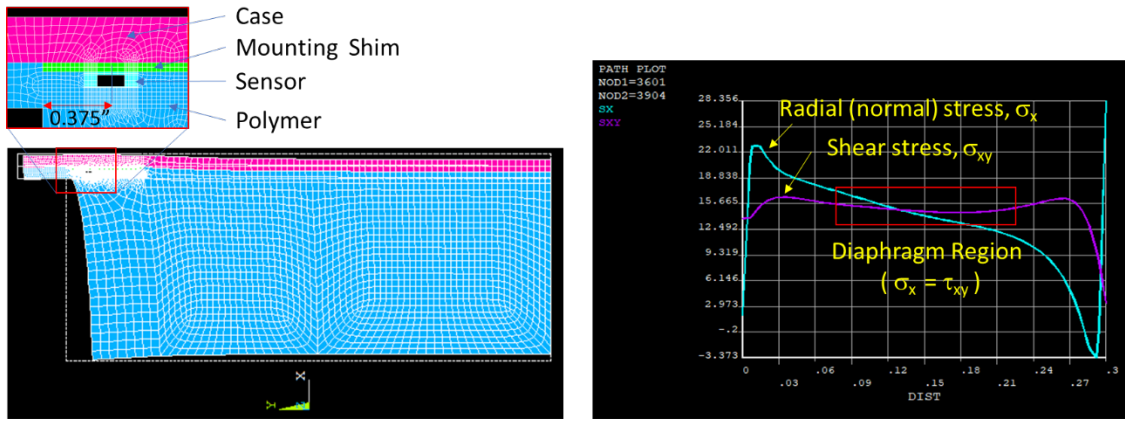 Case
Mounting Shim
Sensor
Polymer
0.375”
X
Y
PATH PLOT
NOD1=3601
NOD2=3904
SX
SXY
28.356
25.184
22.011
18.838
15.665
12.492
9.319
6.146
2.973
-.2
-3.373
Radial (normal) stress, σx
Shear stress, σxy
Diaphragm Region
( σx = τxy )
0
.03
.06
.09
.12
.15
.18
.21
.24
.27
.3
DIST